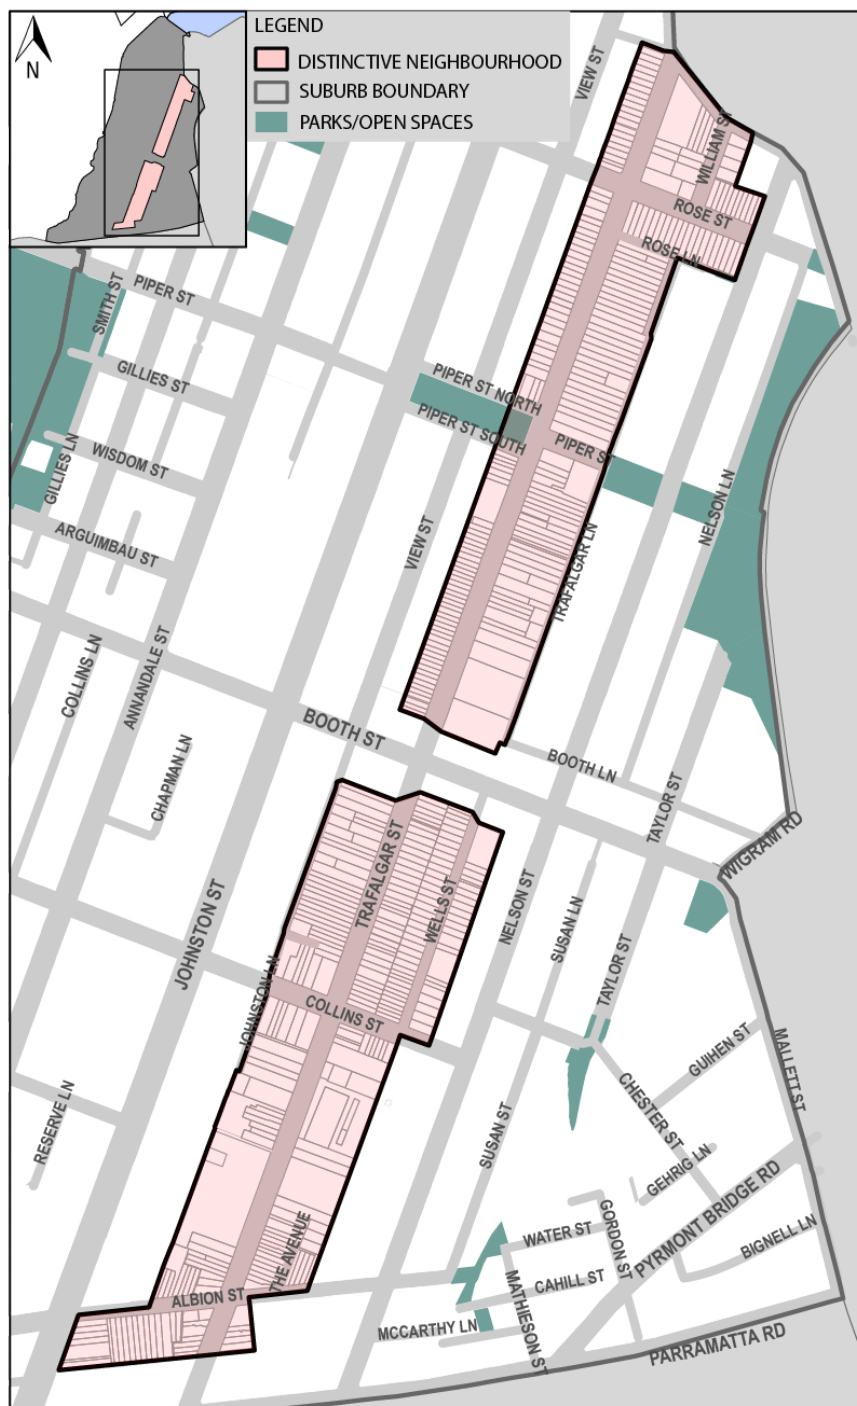 N
LEGEND
DISTINCTIVE NEIGHBOURHOOD
SUBURB BOUNDARY
PARKS/OPEN SPACES
VIEW ST
WILLIAM ST
ROSE ST
ROSE LN
PIPER ST
SMITH ST
GILLIES ST
PIPER ST NORTH
PIPER ST SOUTH
PIPER ST
WISDOM ST
GILLIES LN
NELSON LN
ARGUIMBAU ST
VIEW ST
TRAFALGAR LN
COLLINS LN
ANNANDALE ST
BOOTH ST
BOOTH LN
CHAPMAN LN
TAYLOR ST
WIGRAM RD
TRAFALGAR ST
WELLS ST
NELSON ST
SUSAN LN
JOHNSTON ST
TAYLOR ST
JOHNSTON LN
COLLINS ST
GUIHEN ST
MALLETT ST
RESERVE LN
SUSAN ST
CHESTER ST
GEHRIG LN
THE AVENUE
WATER ST
GORDON ST
PYRMONT BRIDGE RD
BIGNELL LN
ALBION ST
CAHILL ST
MATHIESON ST
MCCARTHY LN
PARRAMATTA RD